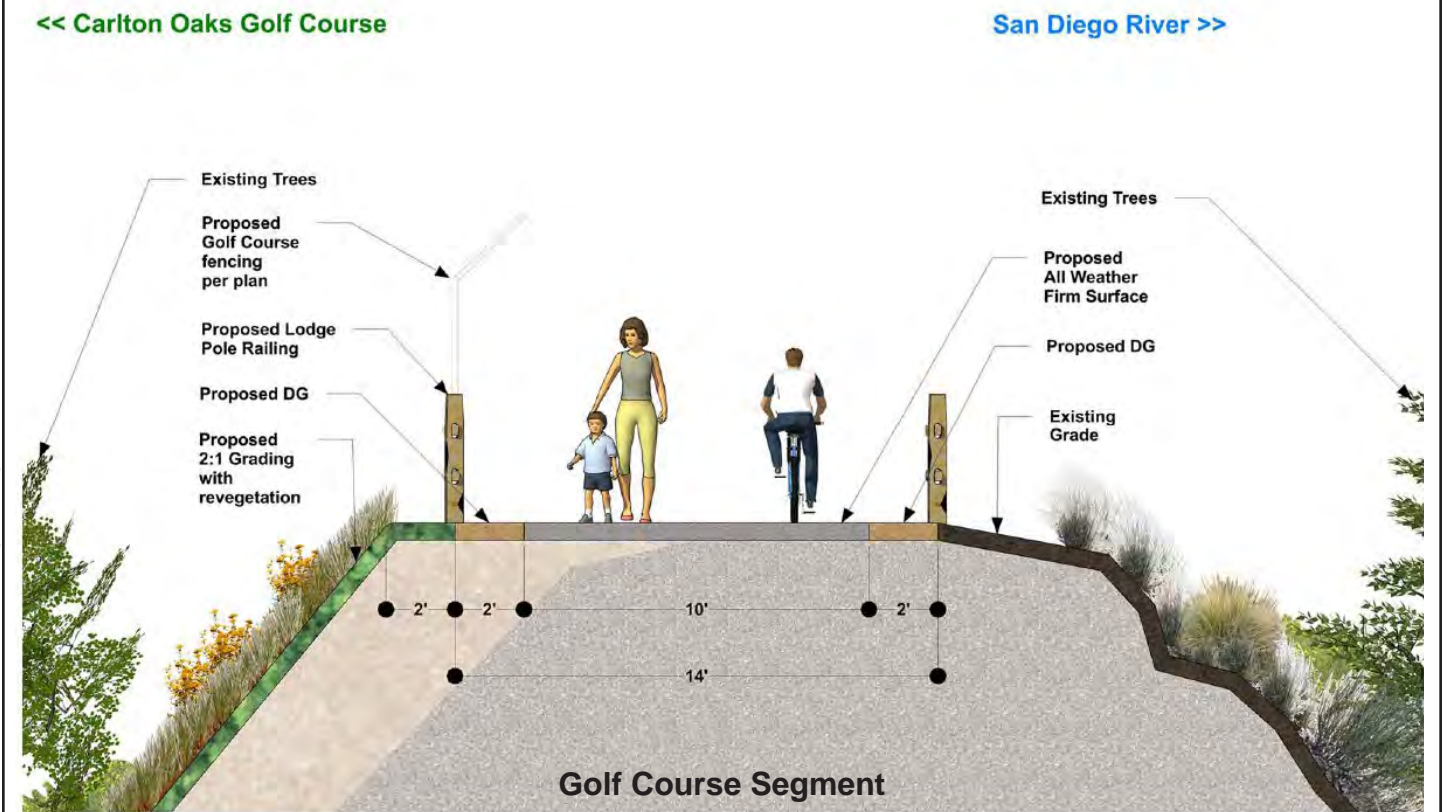 << Carlton Oaks Golf Course
San Diego River >>
Existing Trees
Proposed
Golf Course
fencing
per plan
Proposed Lodge
Pole Railing
Proposed DG
Proposed
2:1 Grading
with
revegetation
Existing Trees
Proposed
All Weather
Firm Surface
Proposed DG
Existing
Grade
2'
2'
10'
2'
14'
Golf Course Segment